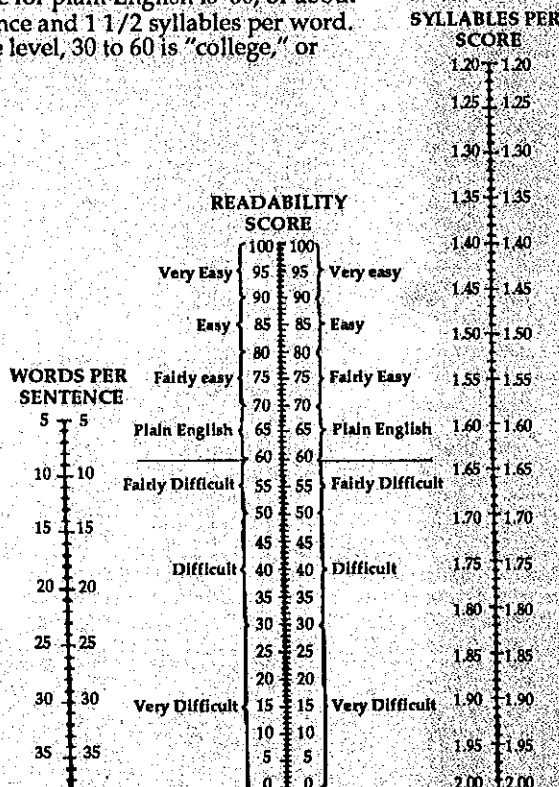 for plain English is 60, or about
nce and 1 1/2 syllables per word.
level, 30 to 60 is "college," or
SYLLABLES PER
SCORE
1.20 1.20
1.25 1.25
1.30 1.30
1.35 1.35
1.40 1.40
1.45 1.45
1.50 1.50
1.55 1.55
1.60 1.60
1.65 1.65
1.70 1.70
1.75 1.75
1.80 1.80
1.85 1.85
1.90 1.90
1.95 1.95
2.00 2.00
READABILITY
SCORE
100 100
Very Easy 95 95 Very easy
90 90
Easy 85 85 Easy
80 80
Fairly easy 75 75 Fairly Easy
70 70
Plain English 65 65 Plain English
60 60
Fairly Difficult 55 55 Fairly Difficult
50 50
45 45
Difficult 40 40 Difficult
35 35
30 30
25 25
20 20
Very Difficult 15 15 Very Difficult
10 10
5 5
0 0
WORDS PER
SENTENCE
5 5
10 10
15 15
20 20
25 25
30 30
35 35